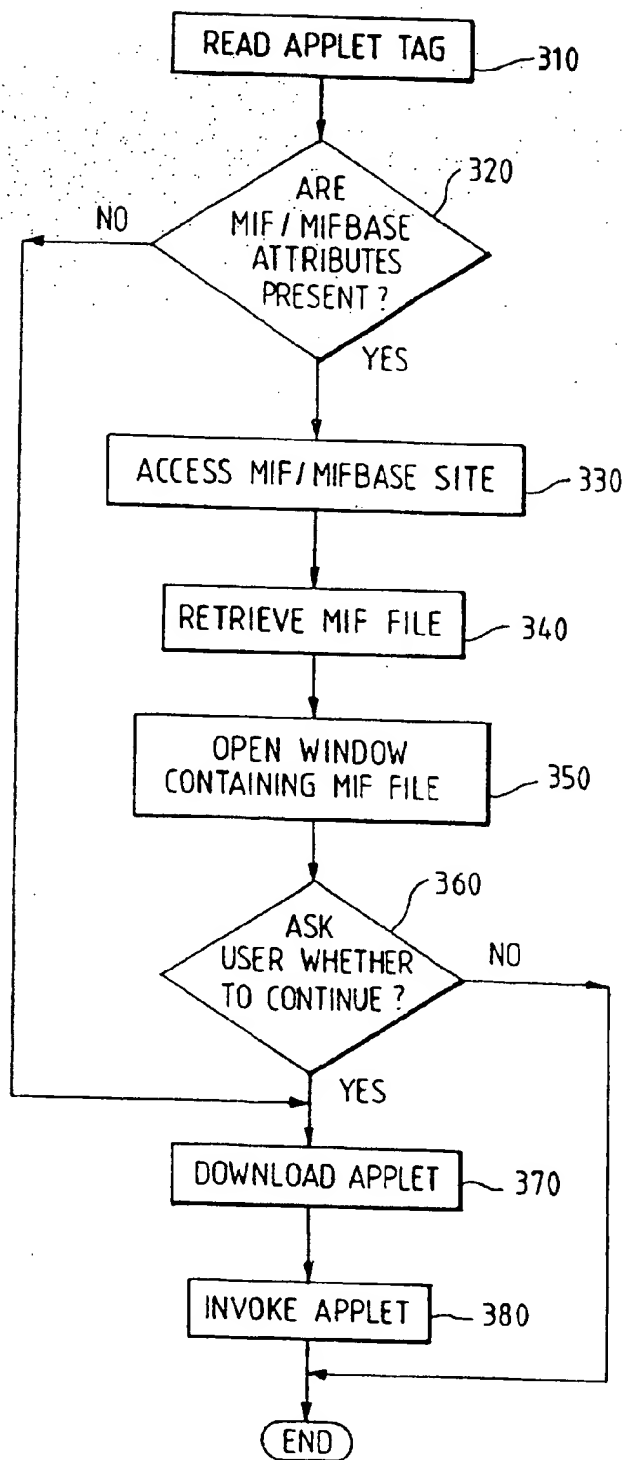 READ APPLET TAG
310
320
ARE
MIF/MIFBASE
ATTRIBUTES
PRESENT?
NO
YES
ACCESS MIF/MIFBASE SITE
330
RETRIEVE MIF FILE
340
OPEN WINDOW
CONTAINING MIF FILE
350
360
ASK
USER WHETHER
TO CONTINUE?
NO
YES
DOWNLOAD APPLET
370
INVOKE APPLET
380
END